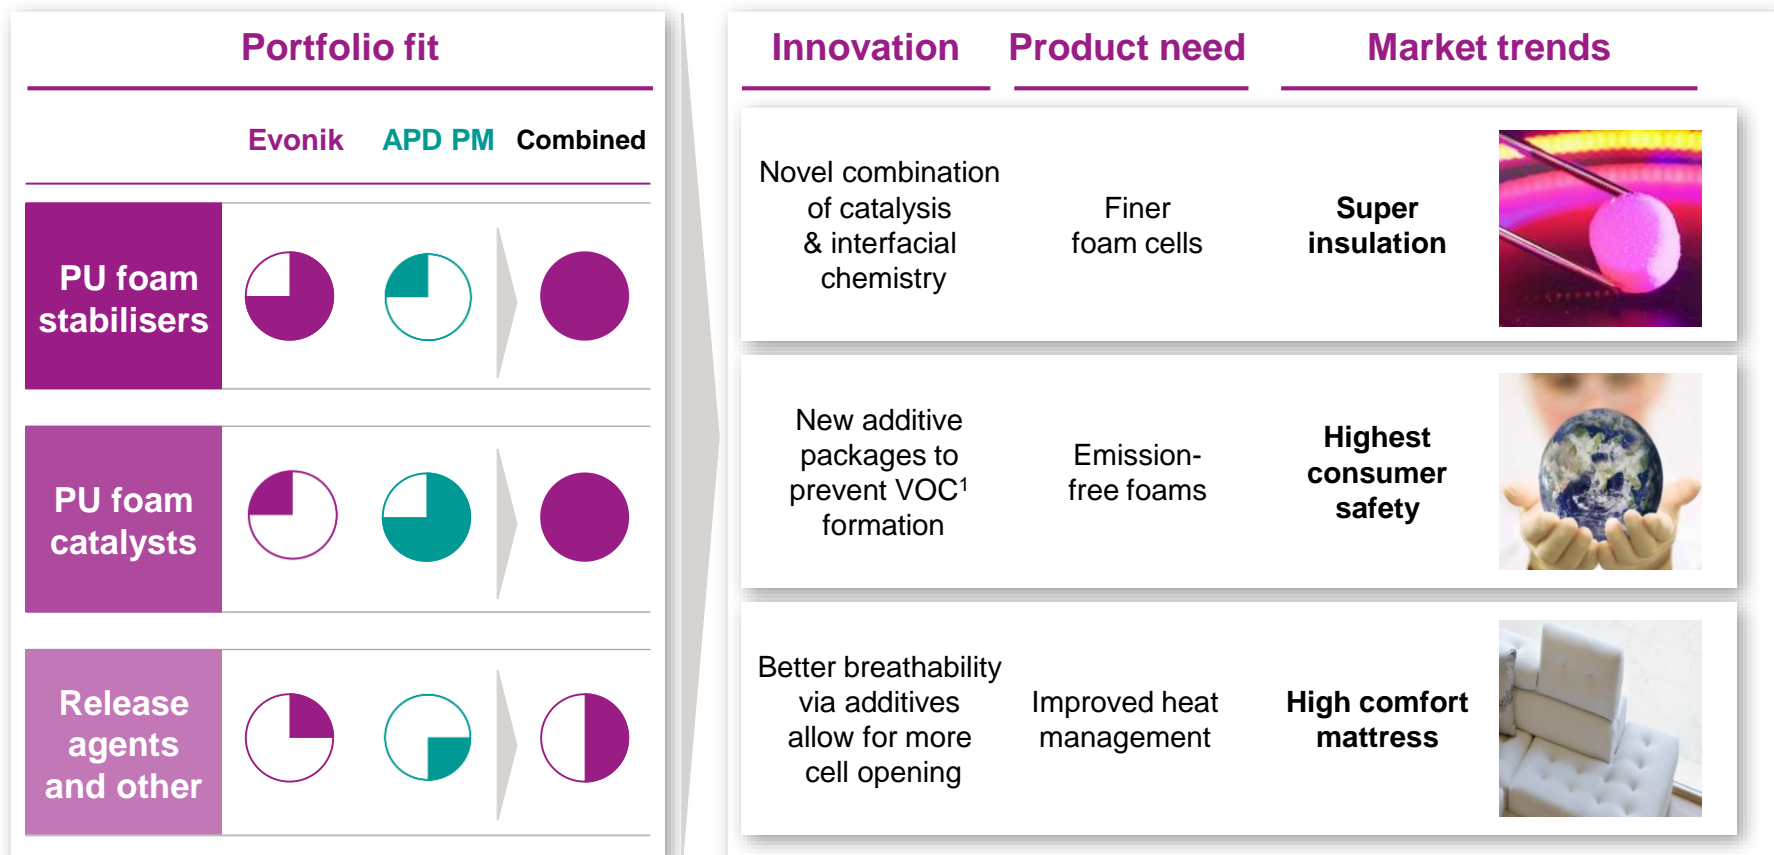 Portfolio fit
Evonik APD PM Combined
PU foam
stabilisers
PU foam
catalysts
Release
agents
and other
Innovation Product need Market trends
Novel combination
of catalysis
& interfacial
chemistry
Finer
foam cells
Super
insulation
New additive
packages to
prevent VOC¹
formation
Emission-
free foams
Highest
consumer
safety
Better breathability
via additives
allow for more
cell opening
Improved heat
management
High comfort
mattress